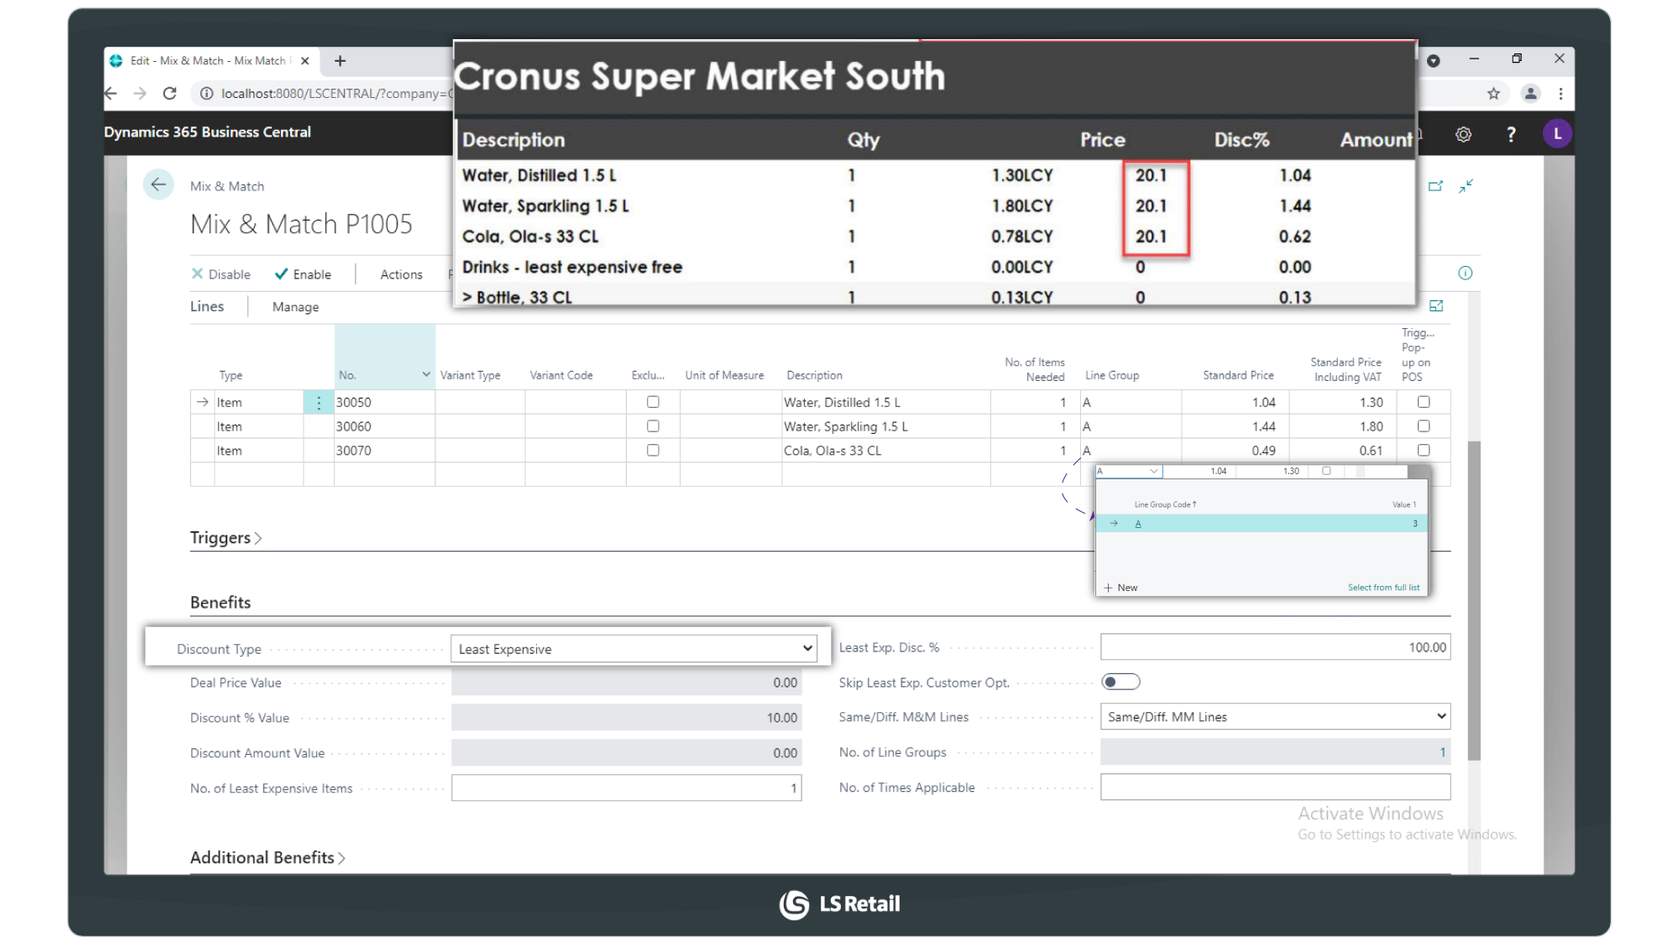 Edit - Mix & Match - Mix Match
localhost:8080/LSCENTRAL/?company=C
Dynamics 365 Business Central
? L
Cronus Super Market South
Description Qty Price Disc% Amount
Water, Distilled 1.5 L 1 1.30LCY 20.1 1.04
Water, Sparkling 1.5 L 1 1.80LCY 20.1 1.44
Cola, Ola-s 33 CL 1 0.78LCY 20.1 0.62
Drinks - least expensive free 1 0.00LCY 0 0.00
> Bottle, 33 CL 1 0.13LCY 0 0.13
Mix & Match
Mix & Match P1005
Disable Enable Actions
Lines Manage
Type No. Variant Type Variant Code Exclu... Unit of Measure Description No. of Items Needed Line Group Standard Price Standard Price Including VAT Trigg... Pop-up on POS
Item 30050 Water, Distilled 1.5 L 1 A 1.04 1.30
Item 30060 Water, Sparkling 1.5 L 1 A 1.44 1.80
Item 30070 Cola, Ola-s 33 CL 1 A 0.49 0.61
A 1.04 1.30
Line Group Code↑ Value 1
A 3
+ New Select from full list
Triggers
Benefits
Discount Type Least Expensive
Least Exp. Disc. % 100.00
Deal Price Value 0.00
Skip Least Exp. Customer Opt.
Discount % Value 10.00
Same/Diff. M&M Lines Same/Diff. MM Lines
Discount Amount Value 0.00
No. of Line Groups 1
No. of Least Expensive Items 1
No. of Times Applicable
Activate Windows
Go to Settings to activate Windows.
Additional Benefits
LS Retail